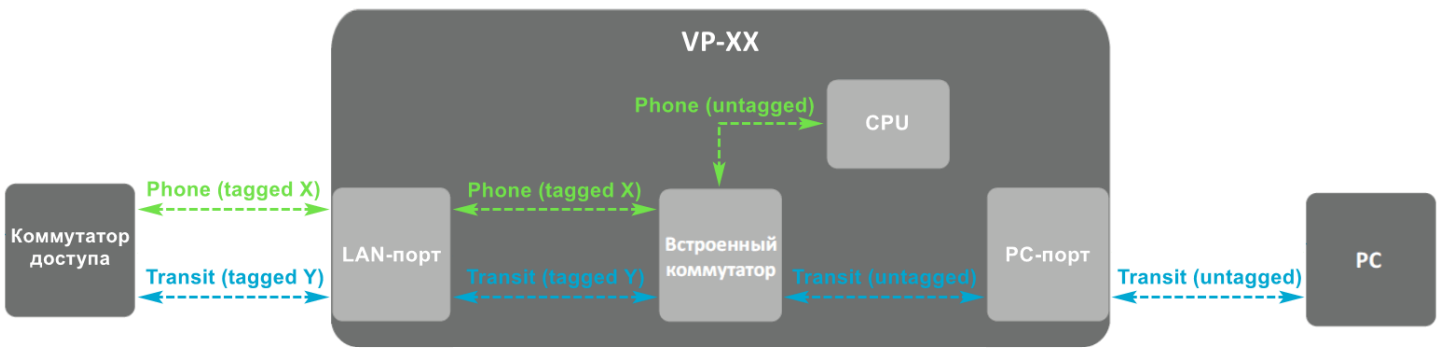 VP-XX
Phone (untagged)
CPU
Phone (tagged X)
Phone (tagged X)
Коммутатор
доступа
LAN-порт
Встроенный
коммутатор
PC-порт
PC
Transit (tagged Y)
Transit (tagged Y)
Transit (untagged)
Transit (untagged)